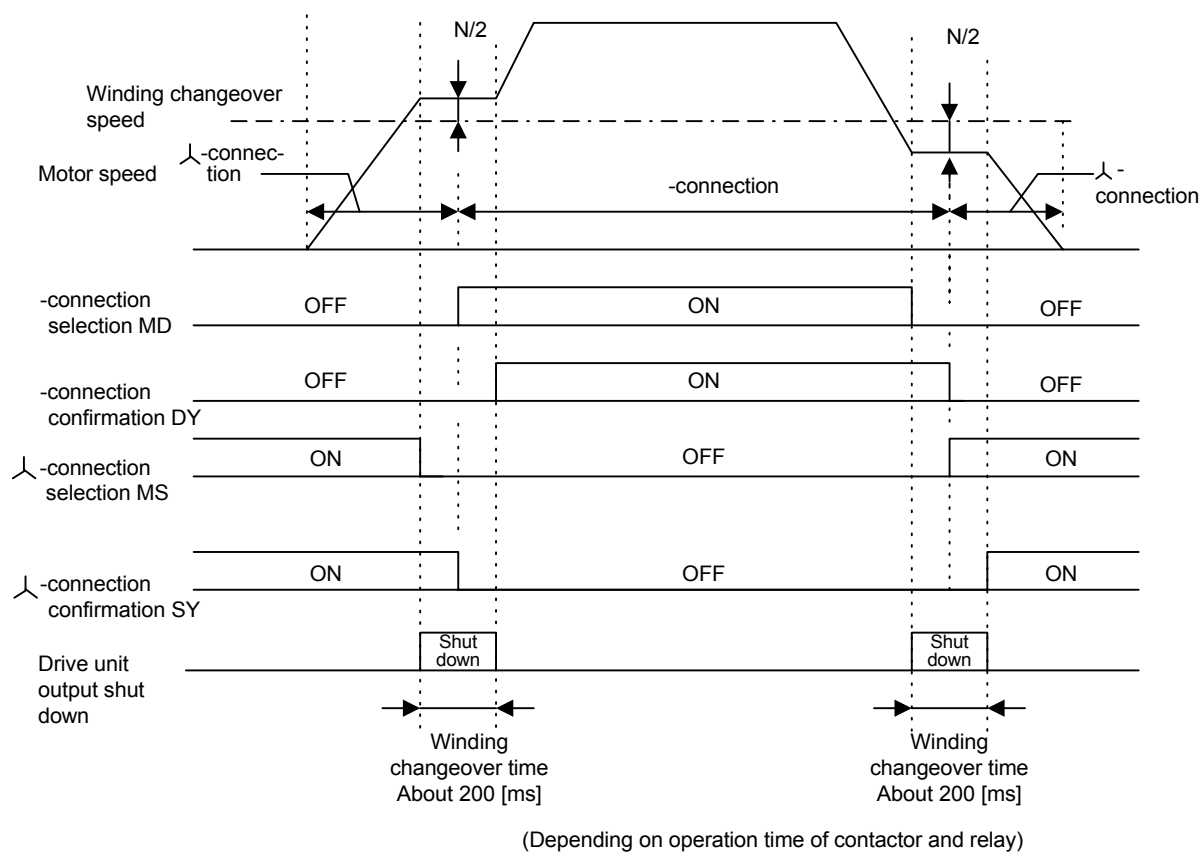 N/2
N/2
Winding changeover
speed
Motor speed
-connec-
tion
-connection
-
connection
-connection
selection MD
OFF
ON
OFF
-connection
confirmation DY
OFF
ON
OFF
-connection
selection MS
ON
OFF
ON
-connection
confirmation SY
ON
OFF
ON
Drive unit
output shut
down
Shut
down
Shut
down
Winding
changeover time
About 200 [ms]
Winding
changeover time
About 200 [ms]
(Depending on operation time of contactor and relay)